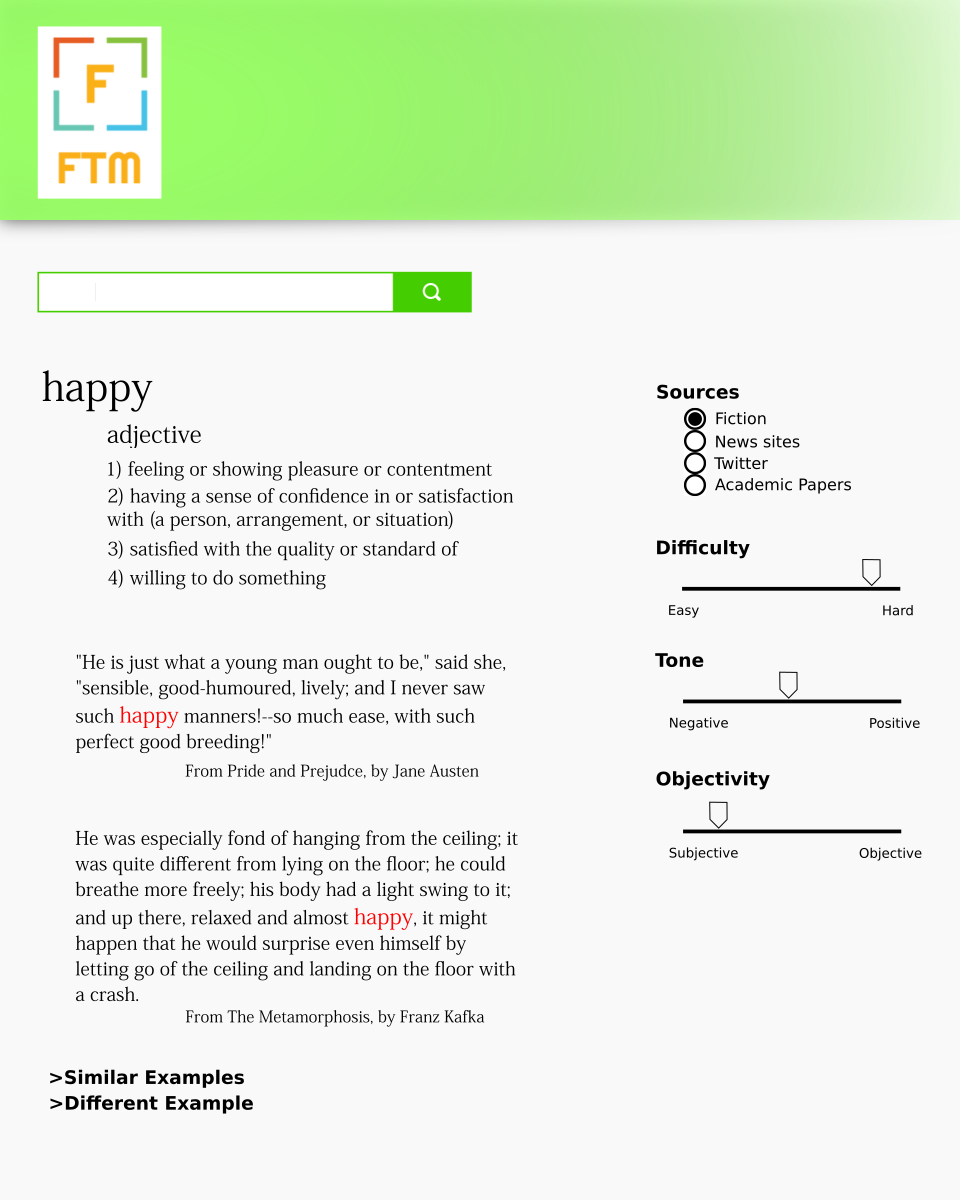 F
FTM
happy
adjective
1) feeling or showing pleasure or contentment
2) having a sense of confidence in or satisfaction
with (a person, arrangement, or situation)
3) satisfied with the quality or standard of
4) willing to do something
"He is just what a young man ought to be," said she,
"sensible, good-humoured, lively; and I never saw
such happy manners!--so much ease, with such
perfect good breeding!"
From Pride and Prejudce, by Jane Austen
He was especially fond of hanging from the ceiling; it
was quite different from lying on the floor; he could
breathe more freely; his body had a light swing to it;
and up there, relaxed and almost happy, it might
happen that he would surprise even himself by
letting go of the ceiling and landing on the floor with
a crash.
From The Metamorphosis, by Franz Kafka
>Similar Examples
>Different Example
Sources
Fiction
News sites
Twitter
Academic Papers
Difficulty
Easy Hard
Tone
Negative Positive
Objectivity
Subjective Objective